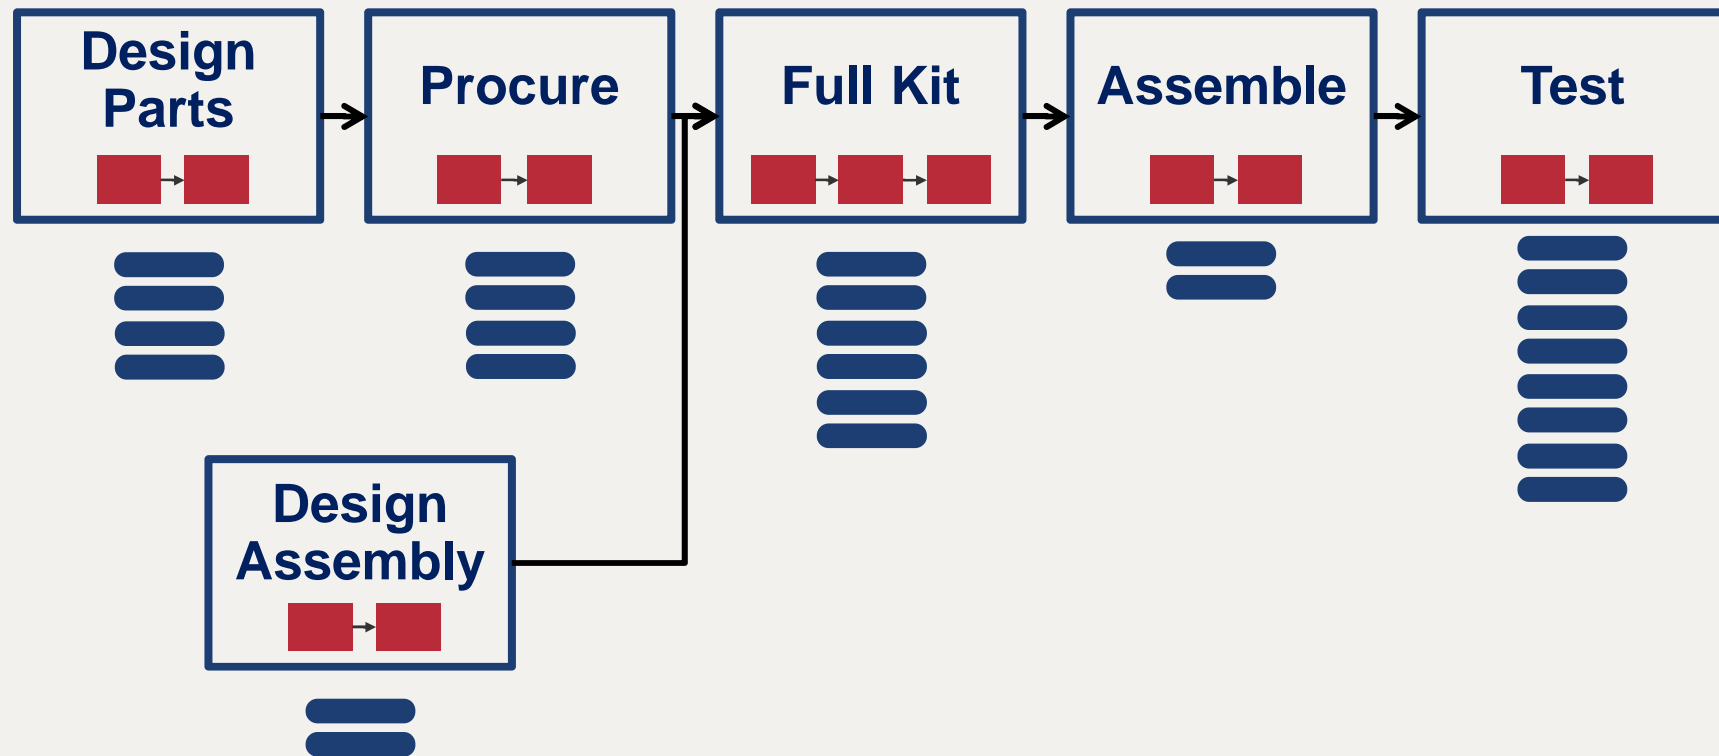 Design
Parts
Procure
Full Kit
Assemble
Test
Design
Assembly